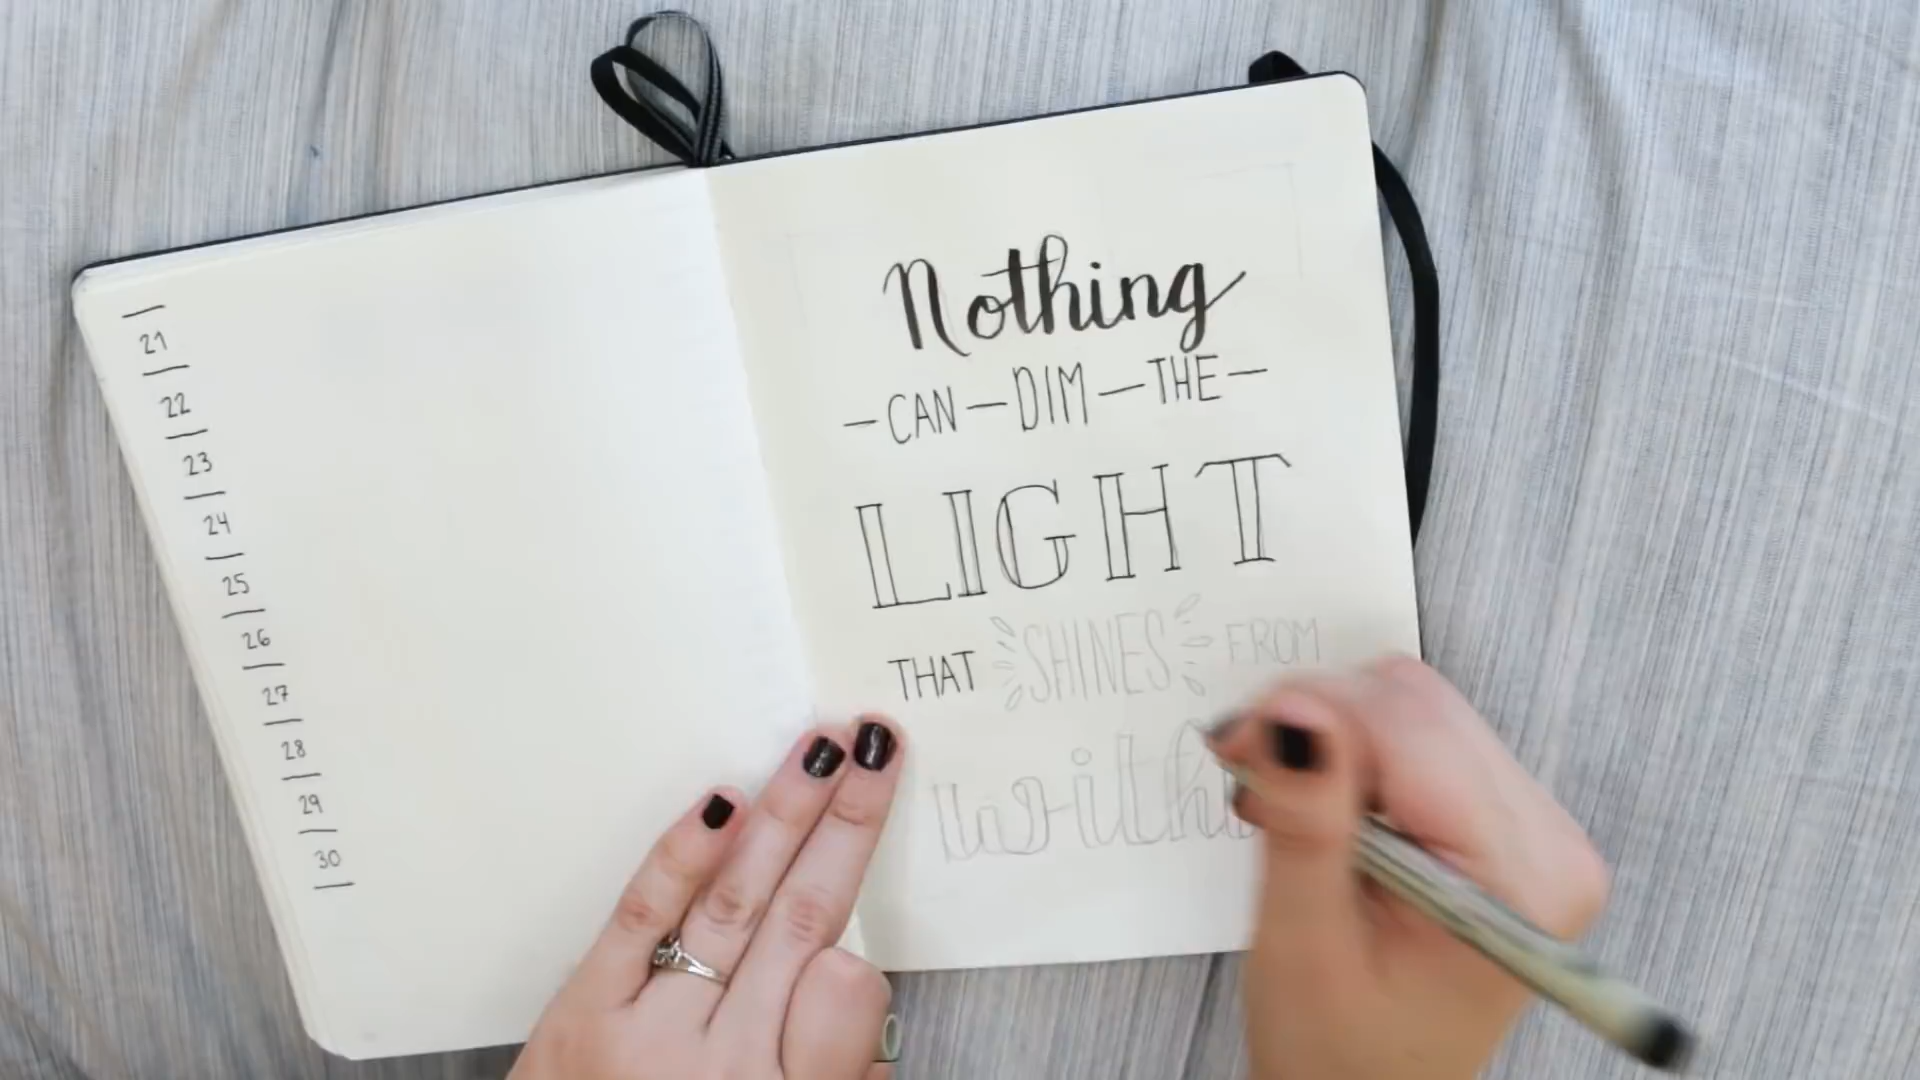 21
22
23
24
25
26
27
28
29
30
Nothing
—CAN—DIM—THE—
LIGHT
THAT SHINES FROM